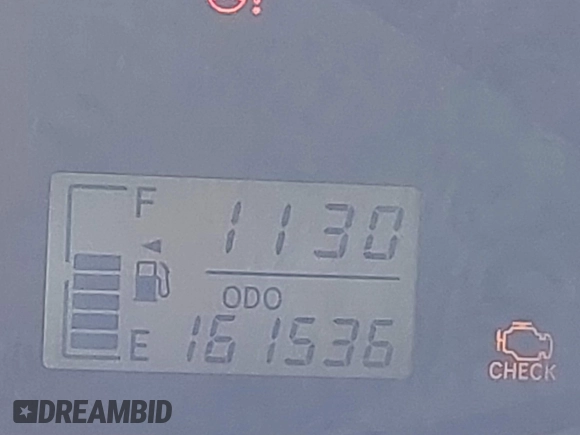 F 1130
ODO
E 161536
CHECK
DREAMBID